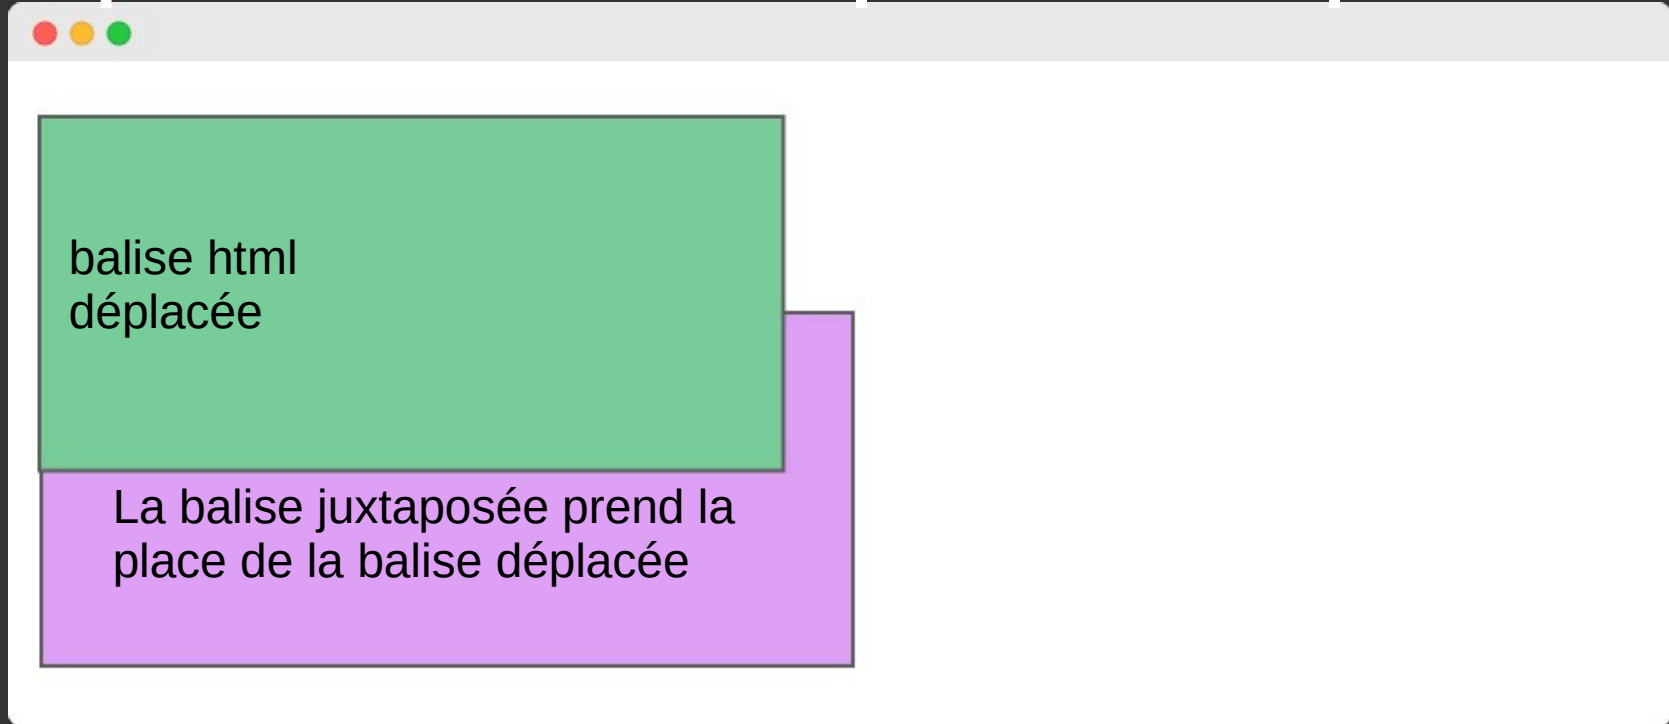 balise html
déplacée
La balise juxtaposée prend la
place de la balise déplacée